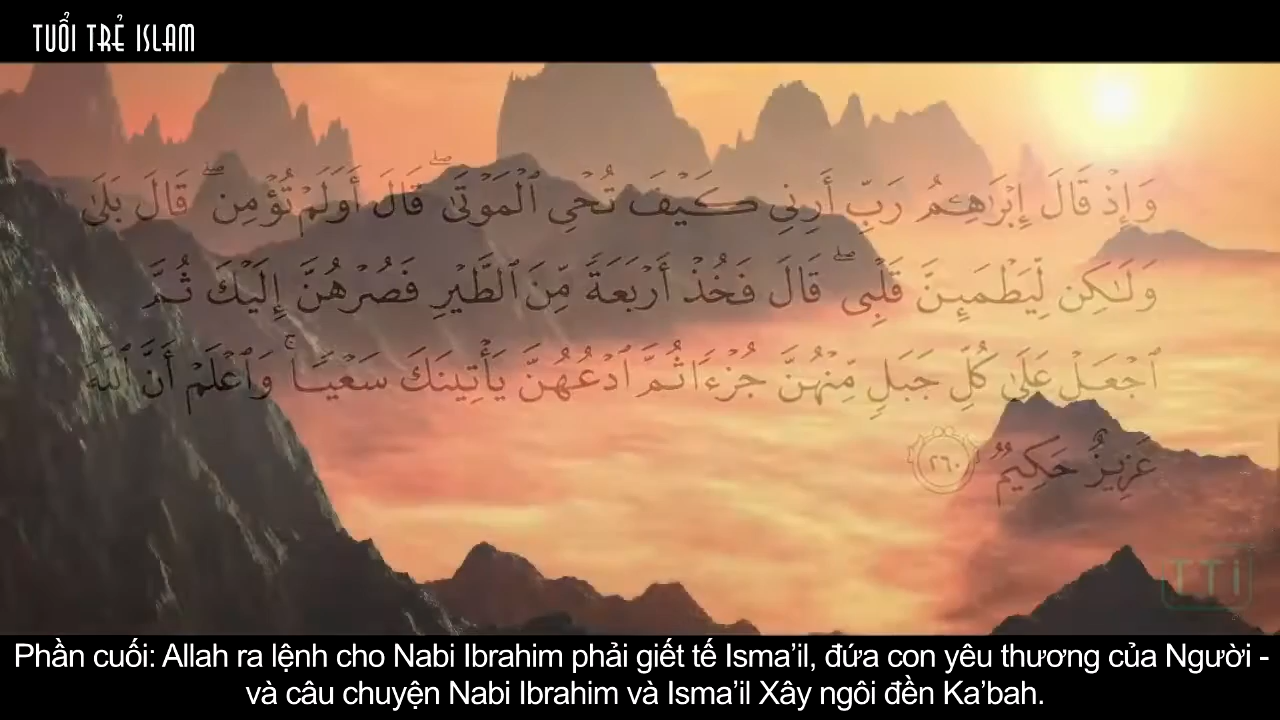 TUỔI TRẺ ISLAM
وَإِذْ قَالَ إِبْرَٰهِـۧمُ رَبِّ أَرِنِى كَيْفَ تُحْىِ ٱلْمَوْتَىٰ ۖ قَالَ أَوَلَمْ تُؤْمِن ۖ قَالَ بَلَىٰ
وَلَـٰكِن لِّيَطْمَئِنَّ قَلْبِى ۖ قَالَ فَخُذْ أَرْبَعَةً مِّنَ ٱلطَّيْرِ فَصُرْهُنَّ إِلَيْكَ ثُمَّ
ٱجْعَلْ عَلَىٰ كُلِّ جَبَلٍ مِّنْهُنَّ جُزْءًا ثُمَّ ٱدْعُهُنَّ يَأْتِينَكَ سَعْيًا ۚ وَٱعْلَمْ أَنَّ ٱللَّهَ
عَزِيزٌ حَكِيمٌ ٢٦٠
TTi
Phần cuối: Allah ra lệnh cho Nabi Ibrahim phải giết tế Isma’il, đứa con yêu thương của Người -
và câu chuyện Nabi Ibrahim và Isma’il Xây ngôi đền Ka’bah.